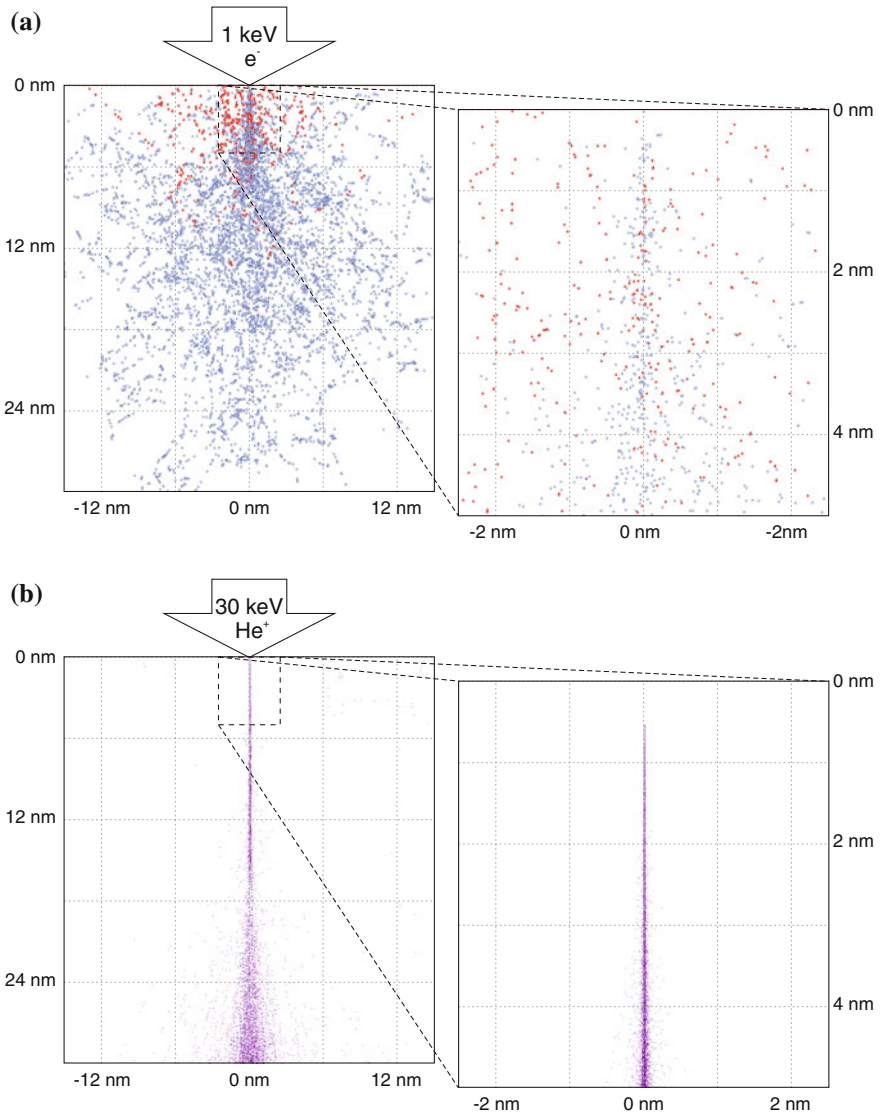 (a)
1 keV
e-
0 nm
12 nm
24 nm
-12 nm 0 nm 12 nm
0 nm
2 nm
4 nm
-2 nm 0 nm -2nm
(b)
30 keV
He+
0 nm
12 nm
24 nm
-12 nm 0 nm 12 nm
0 nm
2 nm
4 nm
-2 nm 0 nm 2 nm